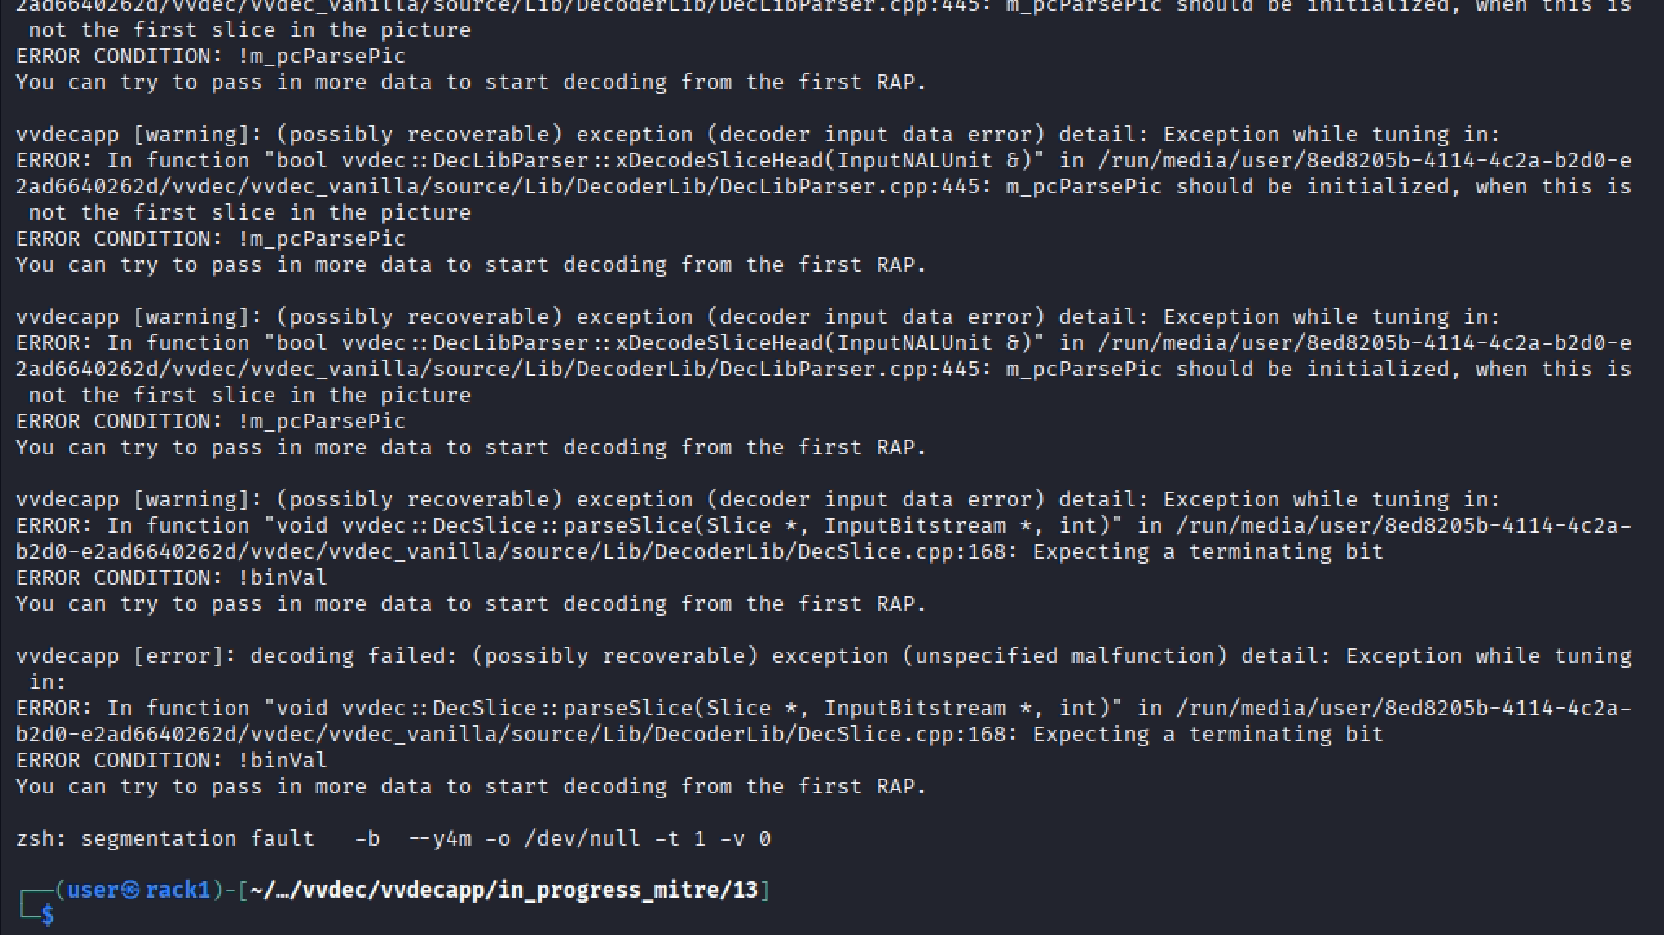 2ad6640262d/vvdec/vvdec_vanilla/source/Lib/DecoderLib/DecLibParser.cpp:445: m_pcParsePic should be initialized, when this is
 not the first slice in the picture
ERROR CONDITION: !m_pcParsePic
You can try to pass in more data to start decoding from the first RAP.

vvdecapp [warning]: (possibly recoverable) exception (decoder input data error) detail: Exception while tuning in:
ERROR: In function "bool vvdec::DecLibParser::xDecodeSliceHead(InputNALUnit &)" in /run/media/user/8ed8205b-4114-4c2a-b2d0-e
2ad6640262d/vvdec/vvdec_vanilla/source/Lib/DecoderLib/DecLibParser.cpp:445: m_pcParsePic should be initialized, when this is
 not the first slice in the picture
ERROR CONDITION: !m_pcParsePic
You can try to pass in more data to start decoding from the first RAP.

vvdecapp [warning]: (possibly recoverable) exception (decoder input data error) detail: Exception while tuning in:
ERROR: In function "bool vvdec::DecLibParser::xDecodeSliceHead(InputNALUnit &)" in /run/media/user/8ed8205b-4114-4c2a-b2d0-e
2ad6640262d/vvdec/vvdec_vanilla/source/Lib/DecoderLib/DecLibParser.cpp:445: m_pcParsePic should be initialized, when this is
 not the first slice in the picture
ERROR CONDITION: !m_pcParsePic
You can try to pass in more data to start decoding from the first RAP.

vvdecapp [warning]: (possibly recoverable) exception (decoder input data error) detail: Exception while tuning in:
ERROR: In function "void vvdec::DecSlice::parseSlice(Slice *, InputBitstream *, int)" in /run/media/user/8ed8205b-4114-4c2a-
b2d0-e2ad6640262d/vvdec/vvdec_vanilla/source/Lib/DecoderLib/DecSlice.cpp:168: Expecting a terminating bit
ERROR CONDITION: !binVal
You can try to pass in more data to start decoding from the first RAP.

vvdecapp [error]: decoding failed: (possibly recoverable) exception (unspecified malfunction) detail: Exception while tuning
 in:
ERROR: In function "void vvdec::DecSlice::parseSlice(Slice *, InputBitstream *, int)" in /run/media/user/8ed8205b-4114-4c2a-
b2d0-e2ad6640262d/vvdec/vvdec_vanilla/source/Lib/DecoderLib/DecSlice.cpp:168: Expecting a terminating bit
ERROR CONDITION: !binVal
You can try to pass in more data to start decoding from the first RAP.

zsh: segmentation fault   -b  --y4m -o /dev/null -t 1 -v 0

┌──(user㉿rack1)-[~/…/vvdec/vvdecapp/in_progress_mitre/13]
└─$